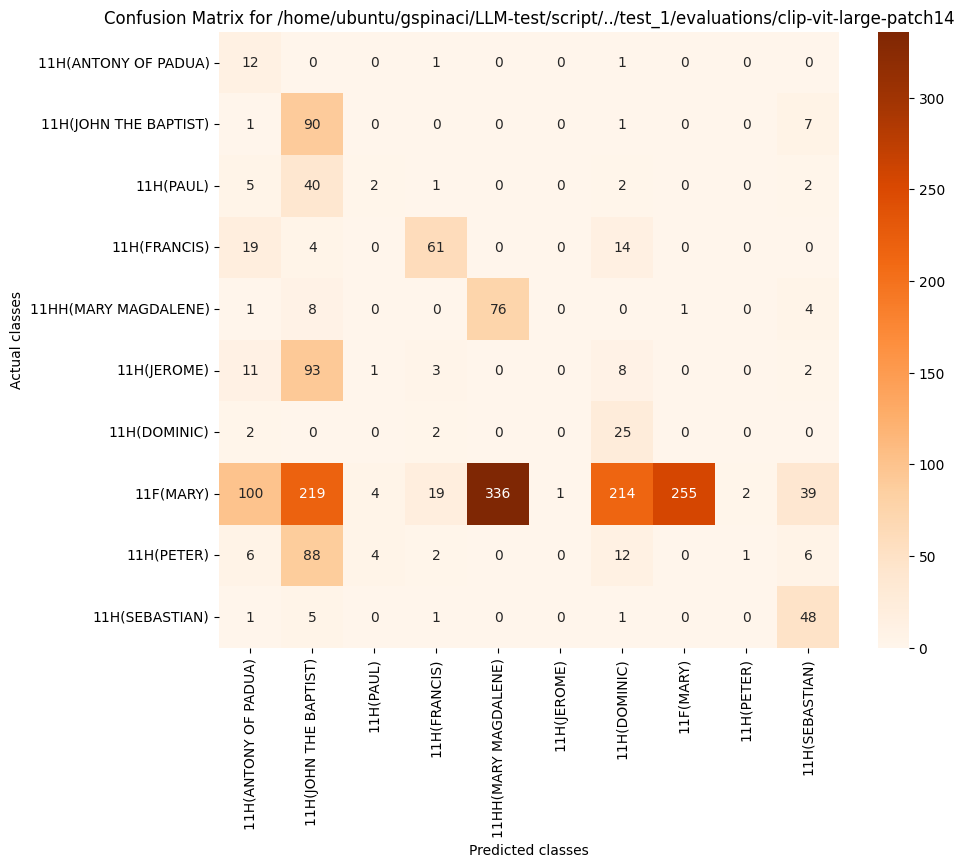 Confusion Matrix for /home/ubuntu/gspinaci/LLM-test/script/../test_1/evaluations/clip-vit-large-patch14
Actual classes
11H(ANTONY OF PADUA) 12 0 0 1 0 0 1 0 0 0
11H(JOHN THE BAPTIST) 1 90 0 0 0 0 1 0 0 7
11H(PAUL) 5 40 2 1 0 0 2 0 0 2
11H(FRANCIS) 19 4 0 61 0 0 14 0 0 0
11HH(MARY MAGDALENE) 1 8 0 0 76 0 0 1 0 4
11H(JEROME) 11 93 1 3 0 0 8 0 0 2
11H(DOMINIC) 2 0 0 2 0 0 25 0 0 0
11F(MARY) 100 219 4 19 336 1 214 255 2 39
11H(PETER) 6 88 4 2 0 0 12 0 1 6
11H(SEBASTIAN) 1 5 0 1 0 0 1 0 0 48
11H(ANTONY OF PADUA)
11H(JOHN THE BAPTIST)
11H(PAUL)
11H(FRANCIS)
11HH(MARY MAGDALENE)
11H(JEROME)
11H(DOMINIC)
11F(MARY)
11H(PETER)
11H(SEBASTIAN)
Predicted classes
300
250
200
150
100
50
0